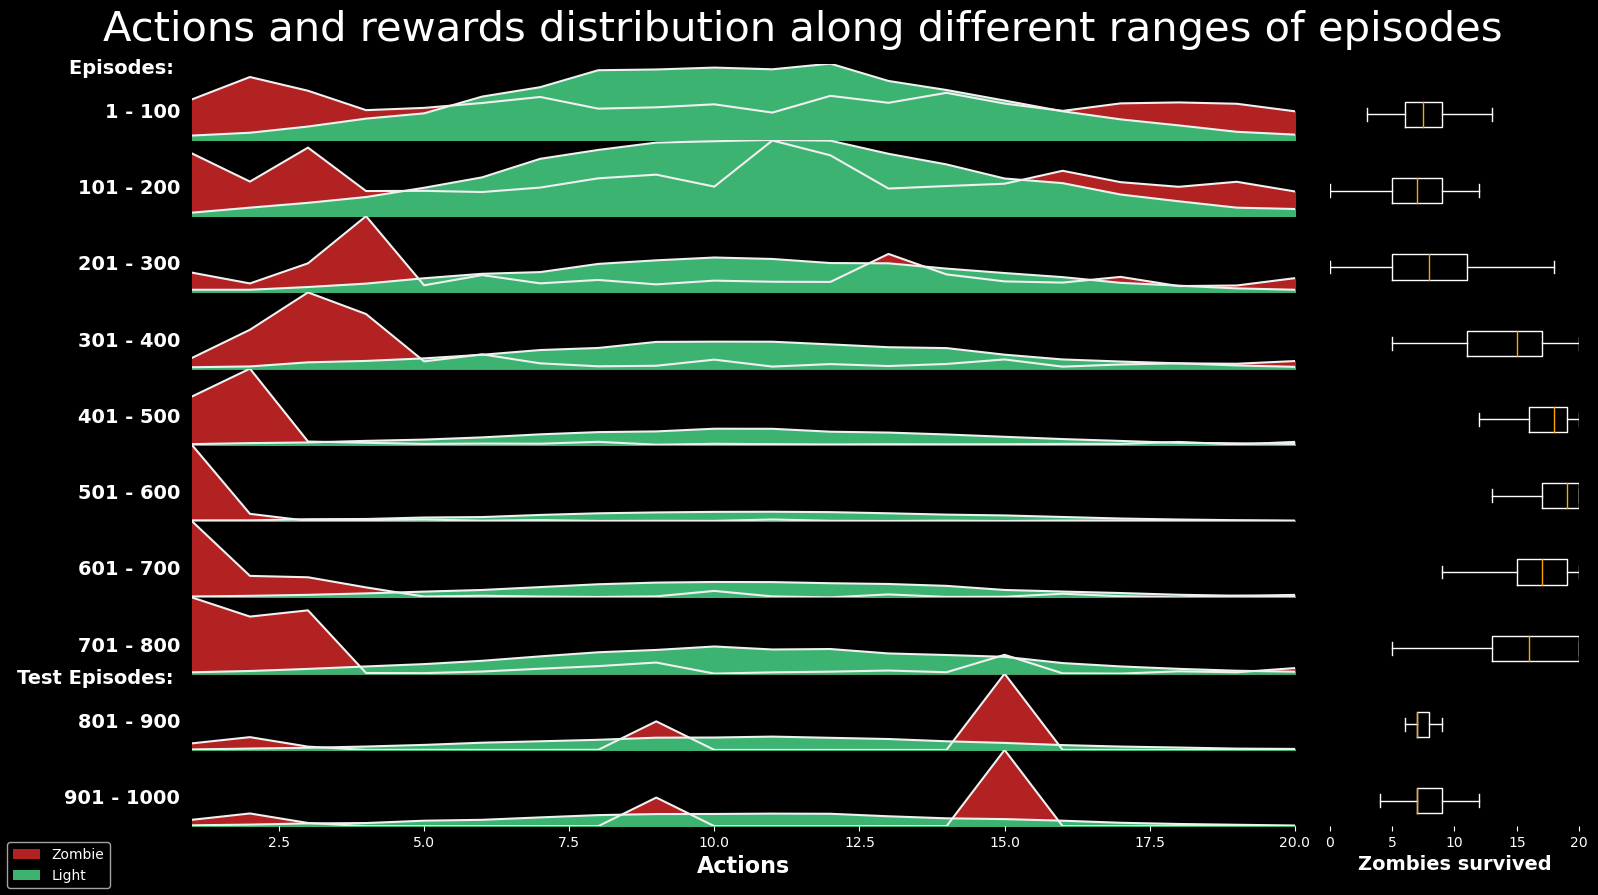 Actions and rewards distribution along different ranges of episodes
Episodes:
1 - 100
101 - 200
201 - 300
301 - 400
401 - 500
501 - 600
601 - 700
701 - 800
Test Episodes:
801 - 900
901 - 1000
2.5 5.0 7.5 10.0 12.5 15.0 17.5 20.0
0 5 10 15 20
Actions
Zombies survived
Zombie
Light